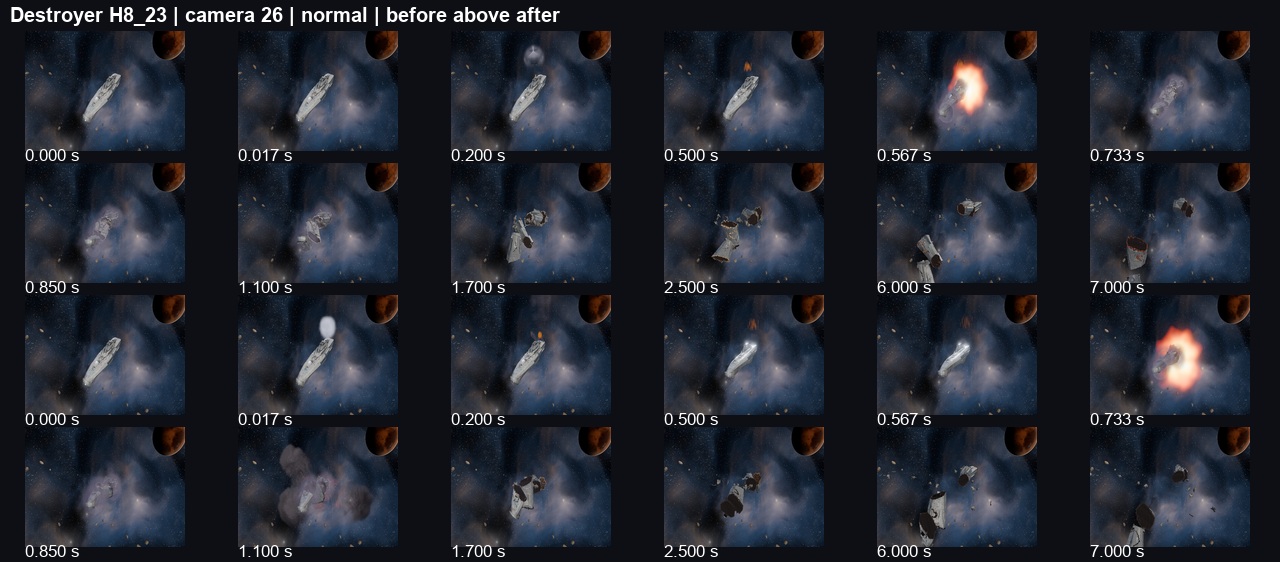 Destroyer H8_23 | camera 26 | normal | before above after
0.000 s 0.017 s 0.200 s 0.500 s 0.567 s 0.733 s
0.850 s 1.100 s 1.700 s 2.500 s 6.000 s 7.000 s
0.000 s 0.017 s 0.200 s 0.500 s 0.567 s 0.733 s
0.850 s 1.100 s 1.700 s 2.500 s 6.000 s 7.000 s